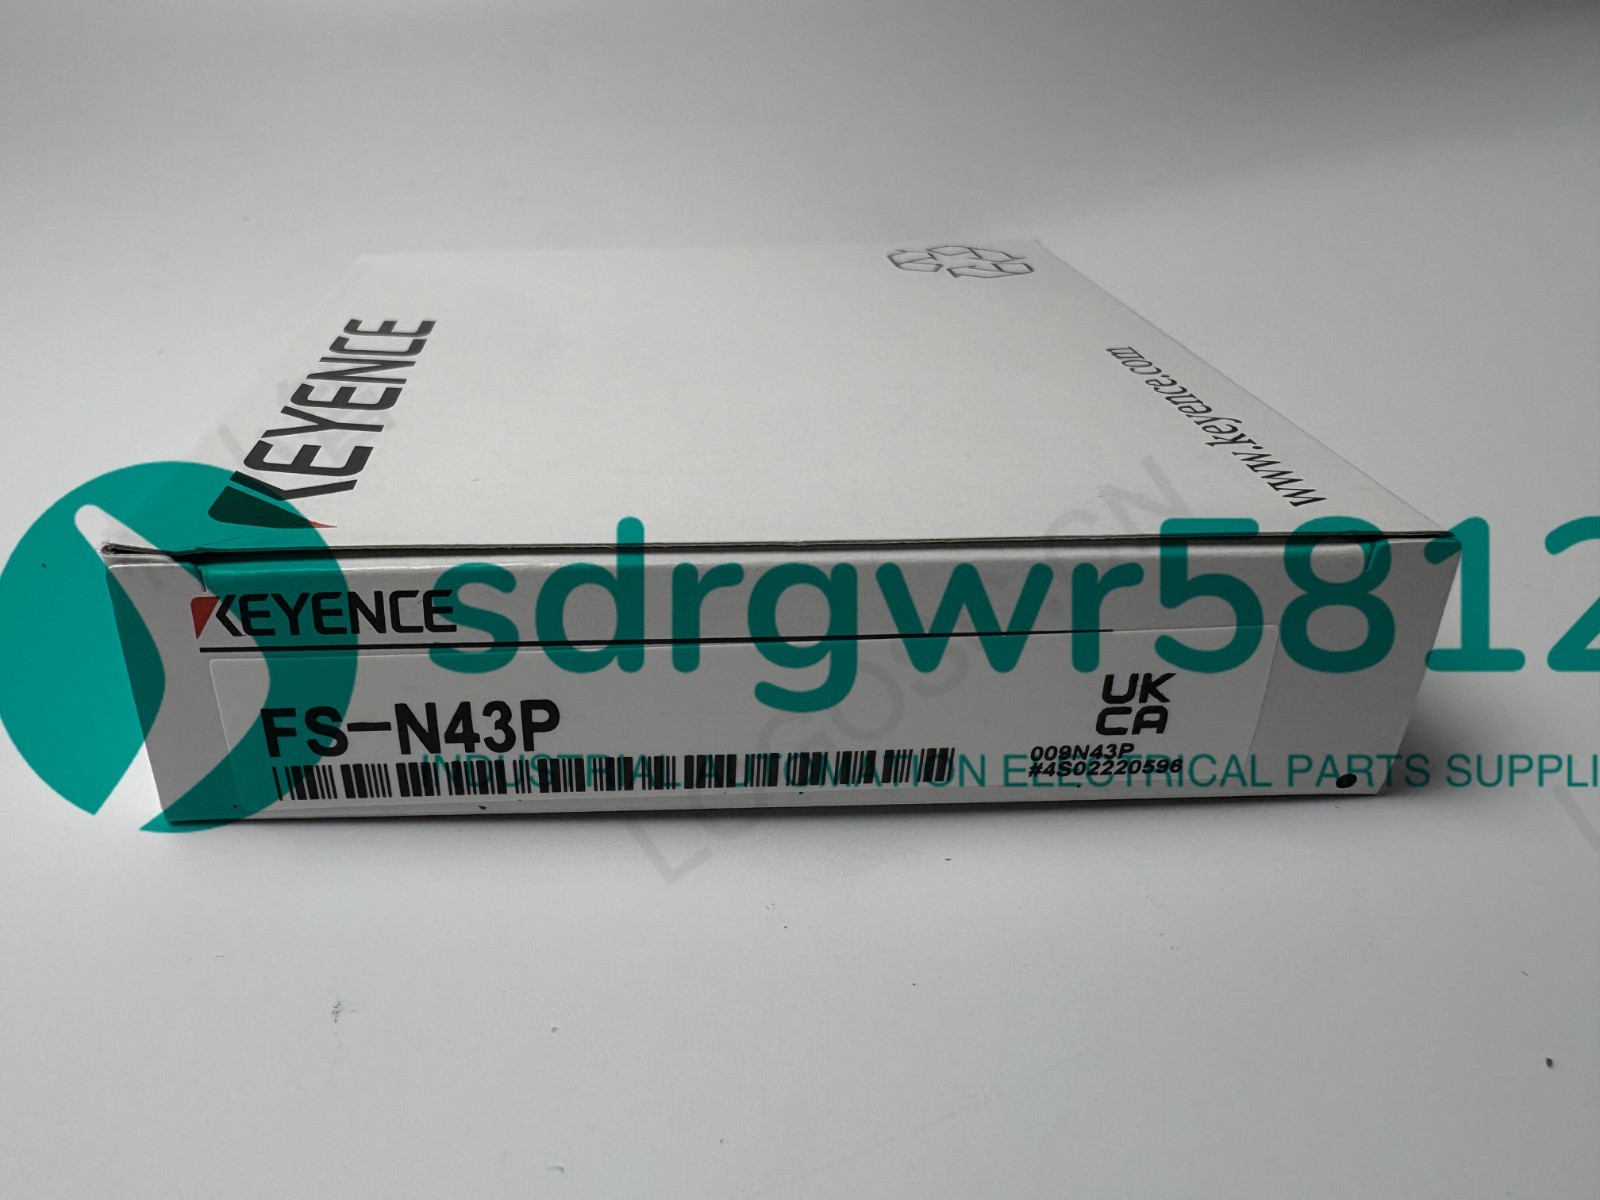 KEYENCE
www.keyence.com
KEYENCE
sdrgwr5812
FS-N43P
UK
CA
009N43P
#4S02220596
INDUSTRIAL AUTOMATION ELECTRICAL PARTS SUPPLI